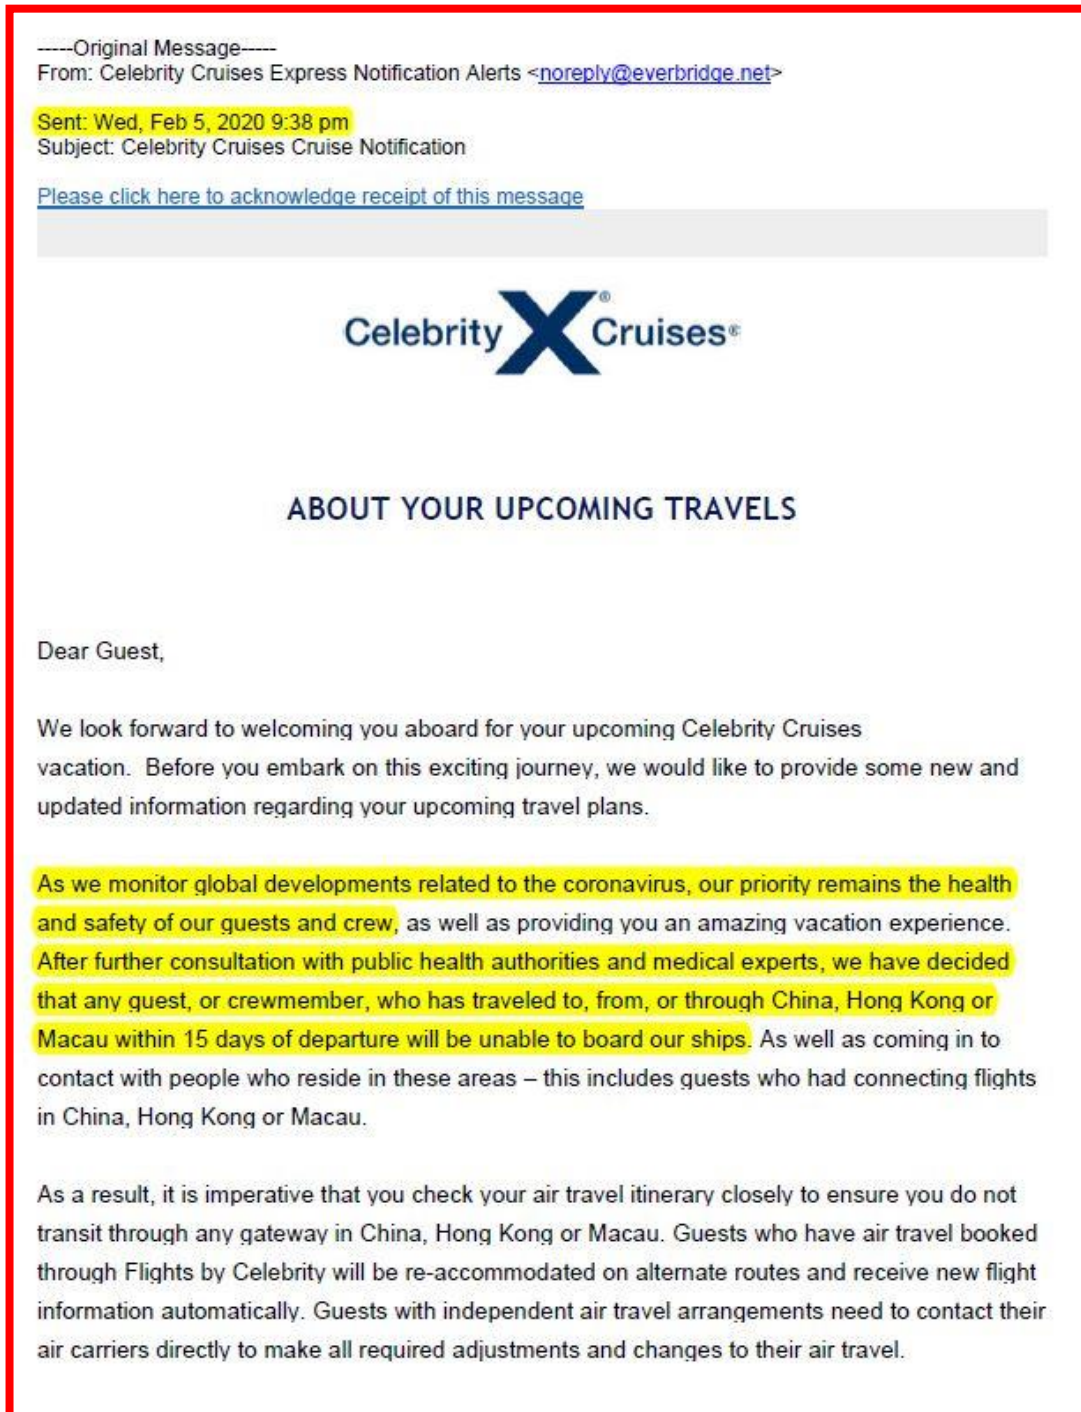 -----Original Message-----
From: Celebrity Cruises Express Notification Alerts <noreply@everbridge.net>
Sent: Wed, Feb 5, 2020 9:38 pm
Subject: Celebrity Cruises Cruise Notification
Please click here to acknowledge receipt of this message
Celebrity X® Cruises®
ABOUT YOUR UPCOMING TRAVELS
Dear Guest,
We look forward to welcoming you aboard for your upcoming Celebrity Cruises
vacation.  Before you embark on this exciting journey, we would like to provide some new and
updated information regarding your upcoming travel plans.
As we monitor global developments related to the coronavirus, our priority remains the health
and safety of our guests and crew, as well as providing you an amazing vacation experience.
After further consultation with public health authorities and medical experts, we have decided
that any guest, or crewmember, who has traveled to, from, or through China, Hong Kong or
Macau within 15 days of departure will be unable to board our ships. As well as coming in to
contact with people who reside in these areas – this includes guests who had connecting flights
in China, Hong Kong or Macau.
As a result, it is imperative that you check your air travel itinerary closely to ensure you do not
transit through any gateway in China, Hong Kong or Macau. Guests who have air travel booked
through Flights by Celebrity will be re-accommodated on alternate routes and receive new flight
information automatically. Guests with independent air travel arrangements need to contact their
air carriers directly to make all required adjustments and changes to their air travel.